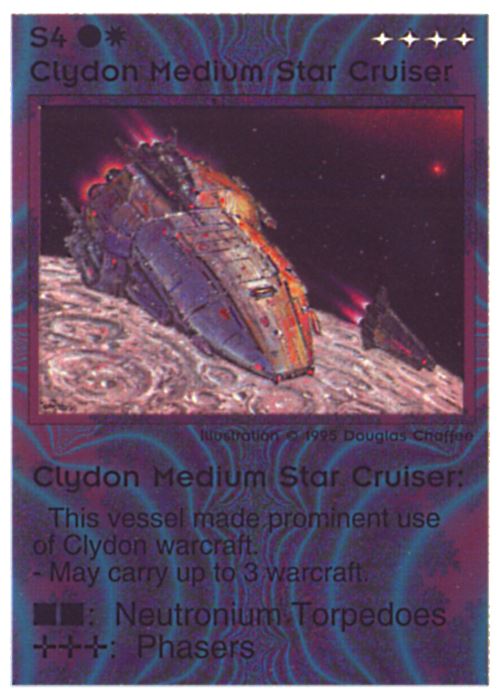 S4
Clydon Medium Star Cruiser
Illustration © 1995 Douglas Chaffee
Clydon Medium Star Cruiser:
This vessel made prominent use
of Clydon warcraft.
- May carry up to 3 warcraft.
■■: Neutronium Torpedoes
✢✢✢: Phasers